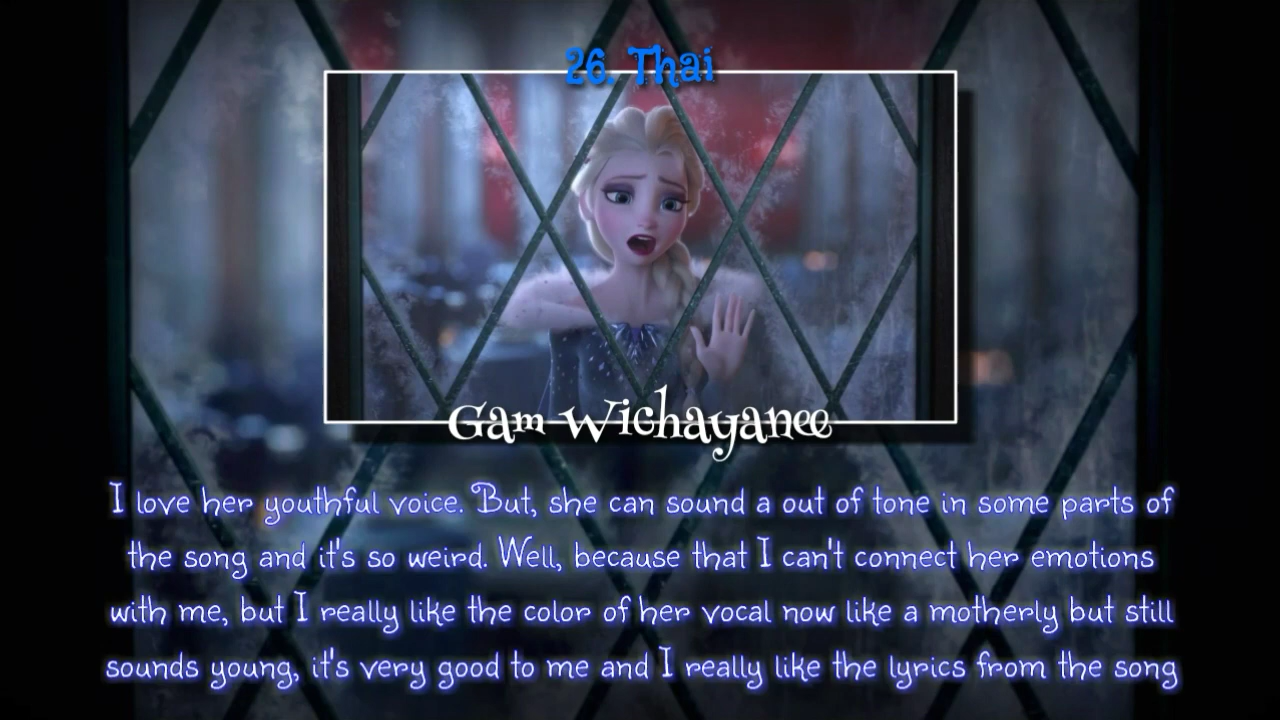 26. Thai
Gam Wichayanee
I love her youthful voice. But, she can sound a out of tone in some parts of
the song and it's so weird. Well, because that I can't connect her emotions
with me, but I really like the color of her vocal now like a motherly but still
sounds young, it's very good to me and I really like the lyrics from the song